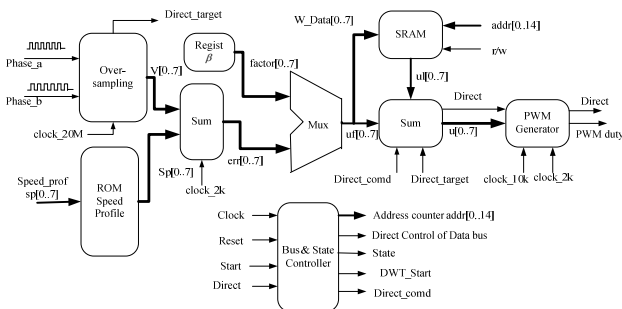 Direct_target
W_Data[0..7]
Phase_a
Phase_b
Over-
sampling
V[0..7]
clock_20M
Regist
β
factor[0..7]
SRAM
addr[0..14]
r/w
ul[0..7]
Direct
Speed_prof
sp[0..7]
ROM
Speed
Profile
Sum
Sp[0..7]
err[0..7]
clock_2k
Mux
uf[0..7]
Sum
u[0..7]
Direct_comd
Direct_target
PWM
Generator
Direct
PWM duty
clock_10k
clock_2k
Clock
Reset
Start
Direct
Bus& State
Controller
Address counter addr[0..14]
Direct Control of Data bus
State
DWT_Start
Direct_comd